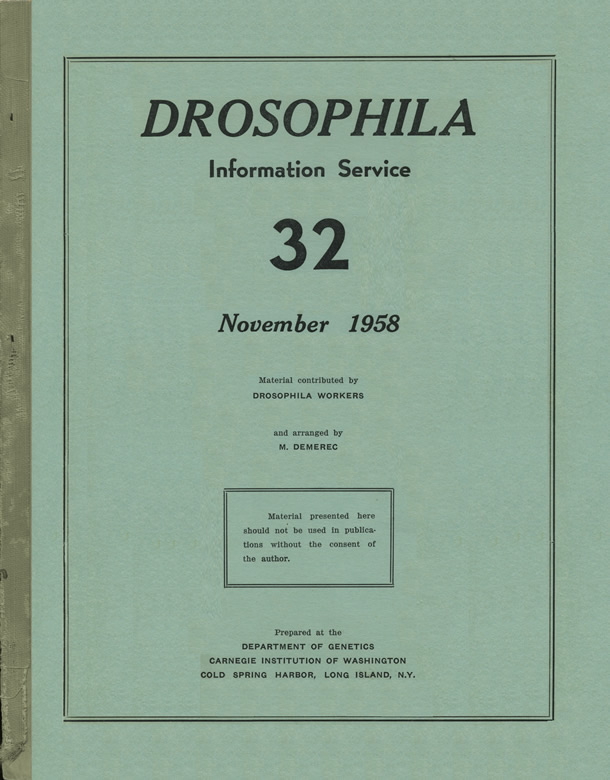 DROSOPHILA
Information Service
32
November 1958
Material contributed by
DROSOPHILA WORKERS
and arranged by
M. DEMEREC
Material presented here
should not be used in publica-
tions without the consent of
the author.
Prepared at the
DEPARTMENT OF GENETICS
CARNEGIE INSTITUTION OF WASHINGTON
COLD SPRING HARBOR, LONG ISLAND, N.Y.